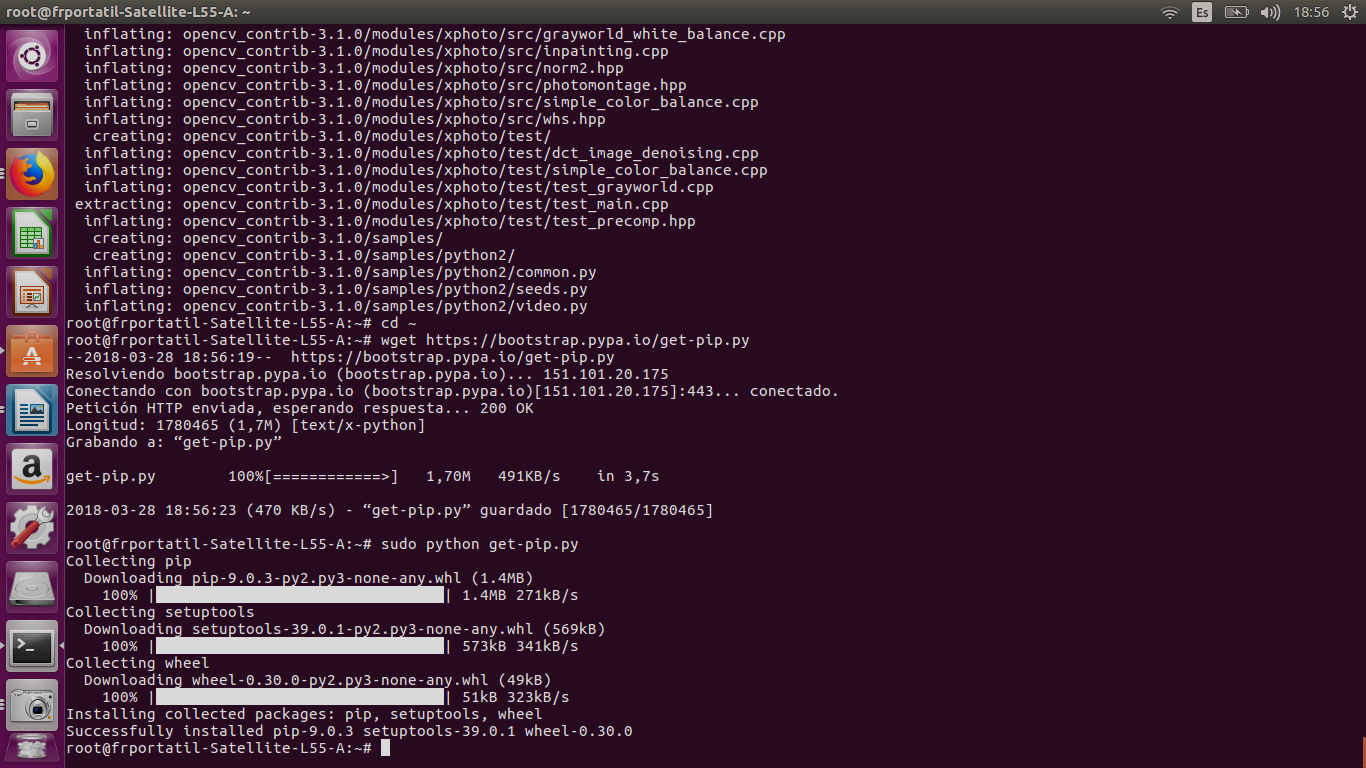 root@frportatil-Satellite-L55-A: ~
Es
18:56
inflating: opencv_contrib-3.1.0/modules/xphoto/src/grayworld_white_balance.cpp
inflating: opencv_contrib-3.1.0/modules/xphoto/src/inpainting.cpp
inflating: opencv_contrib-3.1.0/modules/xphoto/src/norm2.hpp
inflating: opencv_contrib-3.1.0/modules/xphoto/src/photomontage.hpp
inflating: opencv_contrib-3.1.0/modules/xphoto/src/simple_color_balance.cpp
inflating: opencv_contrib-3.1.0/modules/xphoto/src/whs.hpp
creating: opencv_contrib-3.1.0/modules/xphoto/test/
inflating: opencv_contrib-3.1.0/modules/xphoto/test/dct_image_denoising.cpp
inflating: opencv_contrib-3.1.0/modules/xphoto/test/simple_color_balance.cpp
inflating: opencv_contrib-3.1.0/modules/xphoto/test/test_grayworld.cpp
extracting: opencv_contrib-3.1.0/modules/xphoto/test/test_main.cpp
inflating: opencv_contrib-3.1.0/modules/xphoto/test/test_precomp.hpp
creating: opencv_contrib-3.1.0/samples/
creating: opencv_contrib-3.1.0/samples/python2/
inflating: opencv_contrib-3.1.0/samples/python2/common.py
inflating: opencv_contrib-3.1.0/samples/python2/seeds.py
inflating: opencv_contrib-3.1.0/samples/python2/video.py
root@frportatil-Satellite-L55-A:~# cd ~
root@frportatil-Satellite-L55-A:~# wget https://bootstrap.pypa.io/get-pip.py
--2018-03-28 18:56:19--  https://bootstrap.pypa.io/get-pip.py
Resolviendo bootstrap.pypa.io (bootstrap.pypa.io)... 151.101.20.175
Conectando con bootstrap.pypa.io (bootstrap.pypa.io)[151.101.20.175]:443... conectado.
Petición HTTP enviada, esperando respuesta... 200 OK
Longitud: 1780465 (1,7M) [text/x-python]
Grabando a: “get-pip.py”
get-pip.py        100%[============>]   1,70M   491KB/s    in 3,7s
2018-03-28 18:56:23 (470 KB/s) - “get-pip.py” guardado [1780465/1780465]
root@frportatil-Satellite-L55-A:~# sudo python get-pip.py
Collecting pip
Downloading pip-9.0.3-py2.py3-none-any.whl (1.4MB)
100% || 1.4MB 271kB/s
Collecting setuptools
Downloading setuptools-39.0.1-py2.py3-none-any.whl (569kB)
100% || 573kB 341kB/s
Collecting wheel
Downloading wheel-0.30.0-py2.py3-none-any.whl (49kB)
100% || 51kB 323kB/s
Installing collected packages: pip, setuptools, wheel
Successfully installed pip-9.0.3 setuptools-39.0.1 wheel-0.30.0
root@frportatil-Satellite-L55-A:~#